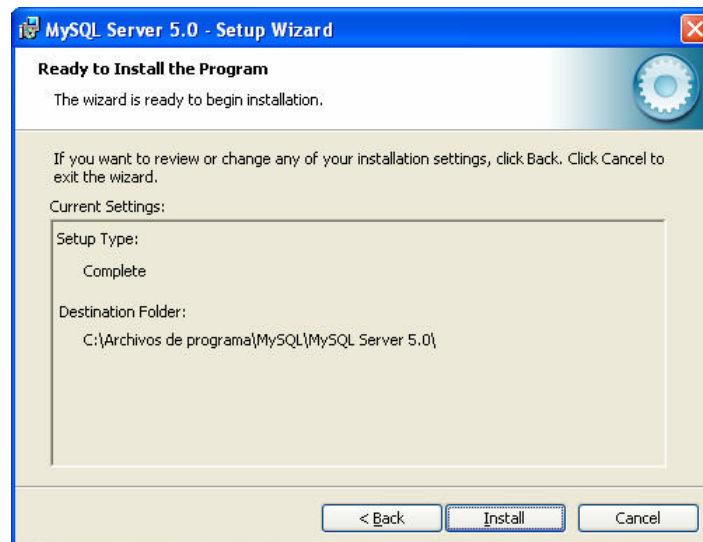 MySQL Server 5.0 - Setup Wizard
Ready to Install the Program
The wizard is ready to begin installation.
If you want to review or change any of your installation settings, click Back. Click Cancel to
exit the wizard.
Current Settings:
Setup Type:
Complete
Destination Folder:
C:\Archivos de programa\MySQL\MySQL Server 5.0\
< Back
Install
Cancel